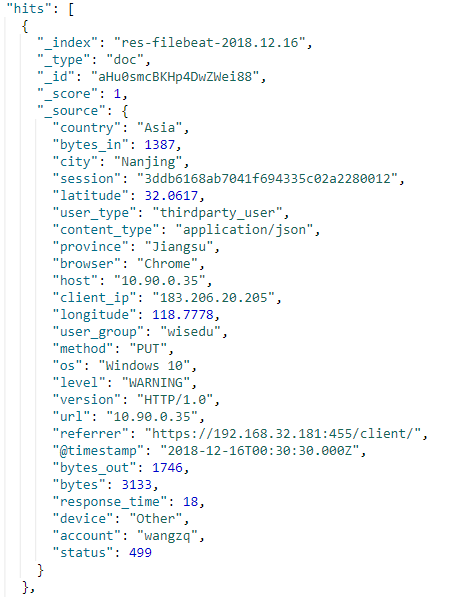 "hits": [
{
"_index": "res-filebeat-2018.12.16",
"_type": "doc",
"_id": "aHu0smcBKHp4DwZWei88",
"_score": 1,
"_source": {
"country": "Asia",
"bytes_in": 1387,
"city": "Nanjing",
"session": "3ddb6168ab7041f694335c02a2280012",
"latitude": 32.0617,
"user_type": "thirdparty_user",
"content_type": "application/json",
"province": "Jiangsu",
"browser": "Chrome",
"host": "10.90.0.35",
"client_ip": "183.206.20.205",
"longitude": 118.7778,
"user_group": "wisedu",
"method": "PUT",
"os": "Windows 10",
"level": "WARNING",
"version": "HTTP/1.0",
"url": "10.90.0.35",
"referrer": "https://192.168.32.181:455/client/",
"@timestamp": "2018-12-16T00:30:30.000Z",
"bytes_out": 1746,
"bytes": 3133,
"response_time": 18,
"device": "Other",
"account": "wangzq",
"status": 499
}
},